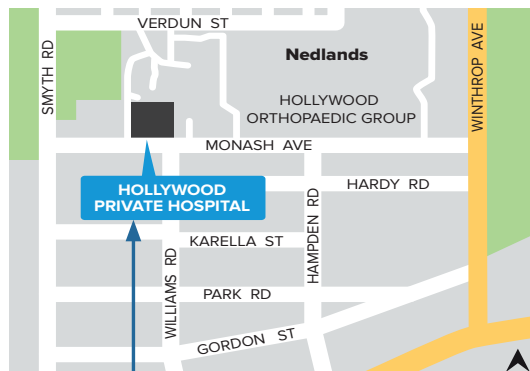 VERDUN ST
SMYTH RD
Nedlands
WINTHROP AVE
HOLLYWOOD
ORTHOPAEDIC GROUP
MONASH AVE
HOLLYWOOD
PRIVATE HOSPITAL
HARDY RD
HAMPDEN RD
KARELLA ST
WILLIAMS RD
PARK RD
GORDON ST